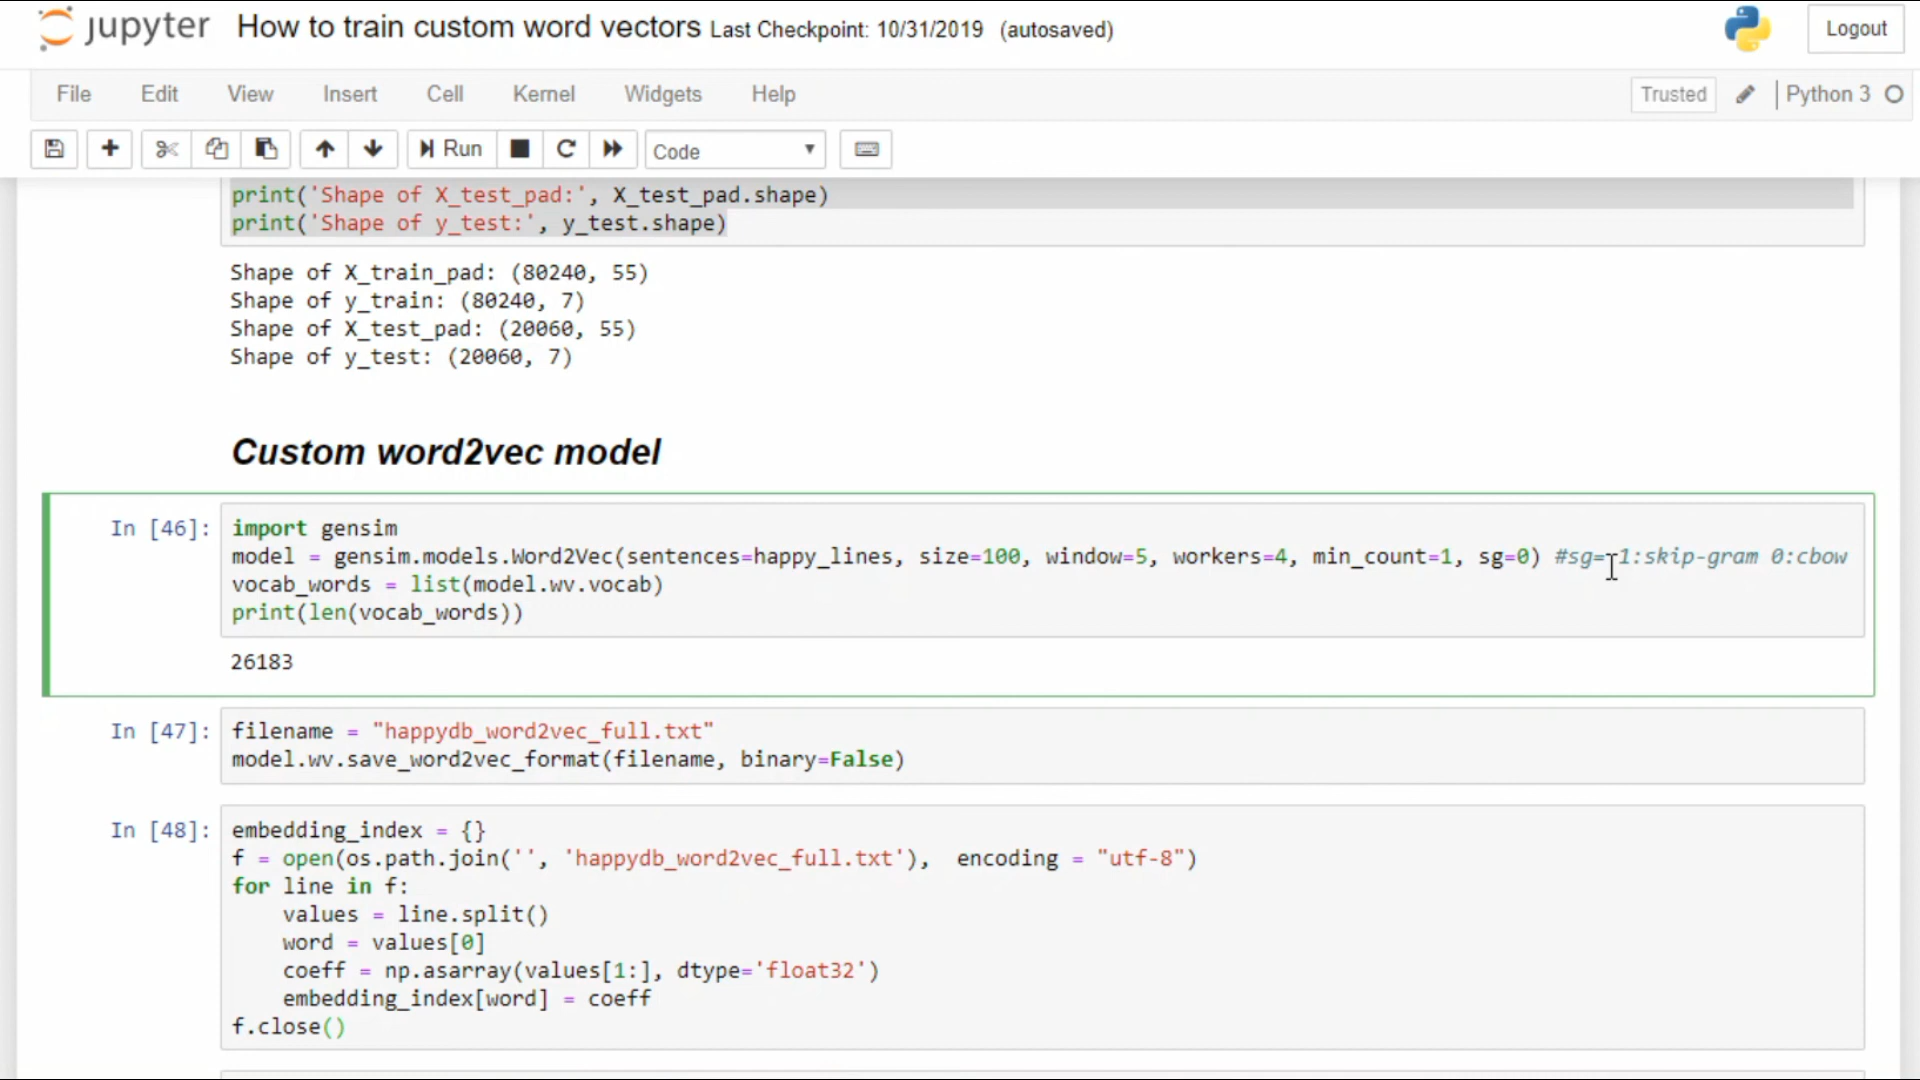 jupyter How to train custom word vectors Last Checkpoint: 10/31/2019 (autosaved) Logout
File Edit View Insert Cell Kernel Widgets Help Trusted Python 3
Run Code
print('Shape of X_test_pad:', X_test_pad.shape)
print('Shape of y_test:', y_test.shape)
Shape of X_train_pad: (80240, 55)
Shape of y_train: (80240, 7)
Shape of X_test_pad: (20060, 55)
Shape of y_test: (20060, 7)
Custom word2vec model
In [46]: import gensim
model = gensim.models.Word2Vec(sentences=happy_lines, size=100, window=5, workers=4, min_count=1, sg=0) #sg= 1:skip-gram 0:cbow
vocab_words = list(model.wv.vocab)
print(len(vocab_words))
26183
In [47]: filename = "happydb_word2vec_full.txt"
model.wv.save_word2vec_format(filename, binary=False)
In [48]: embedding_index = {}
f = open(os.path.join('', 'happydb_word2vec_full.txt'), encoding = "utf-8")
for line in f:
    values = line.split()
    word = values[0]
    coeff = np.asarray(values[1:], dtype='float32')
    embedding_index[word] = coeff
f.close()